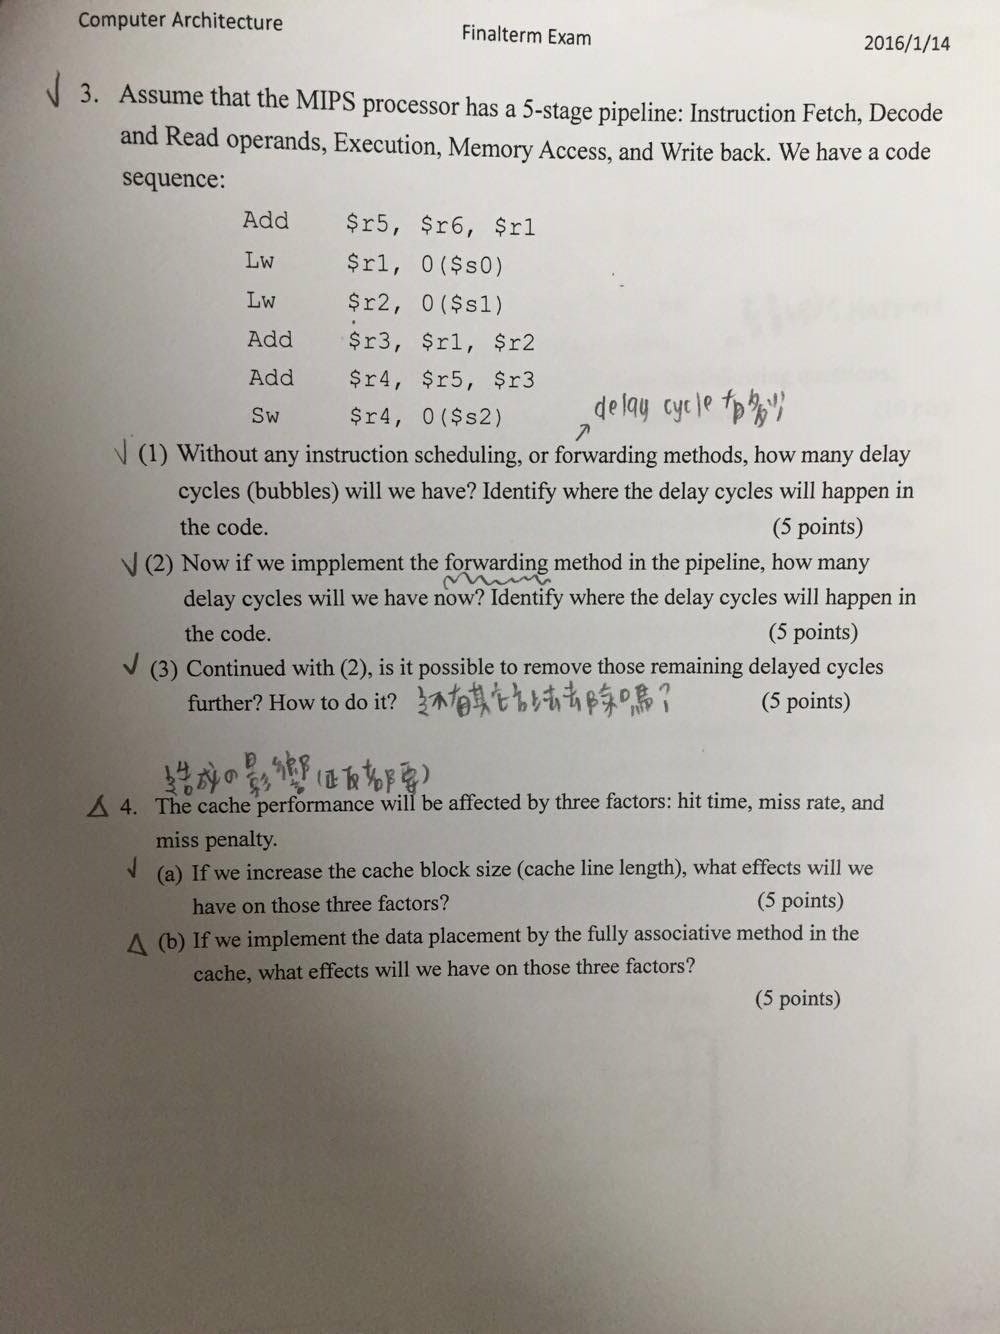 Computer Architecture
Finalterm Exam
2016/1/14
3. Assume that the MIPS processor has a 5-stage pipeline: Instruction Fetch, Decode
and Read operands, Execution, Memory Access, and Write back. We have a code
sequence:
Add $r5, $r6, $r1
Lw $r1, 0($s0)
Lw $r2, 0($s1)
Add $r3, $r1, $r2
Add $r4, $r5, $r3
Sw $r4, 0($s2)
delay cycle
(1) Without any instruction scheduling, or forwarding methods, how many delay
cycles (bubbles) will we have? Identify where the delay cycles will happen in
the code. (5 points)
(2) Now if we impplement the forwarding method in the pipeline, how many
delay cycles will we have now? Identify where the delay cycles will happen in
the code. (5 points)
(3) Continued with (2), is it possible to remove those remaining delayed cycles
further? How to do it? 還有其它能去除嗎? (5 points)
的影響(正反都要)
4. The cache performance will be affected by three factors: hit time, miss rate, and
miss penalty.
(a) If we increase the cache block size (cache line length), what effects will we
have on those three factors? (5 points)
(b) If we implement the data placement by the fully associative method in the
cache, what effects will we have on those three factors?
(5 points)